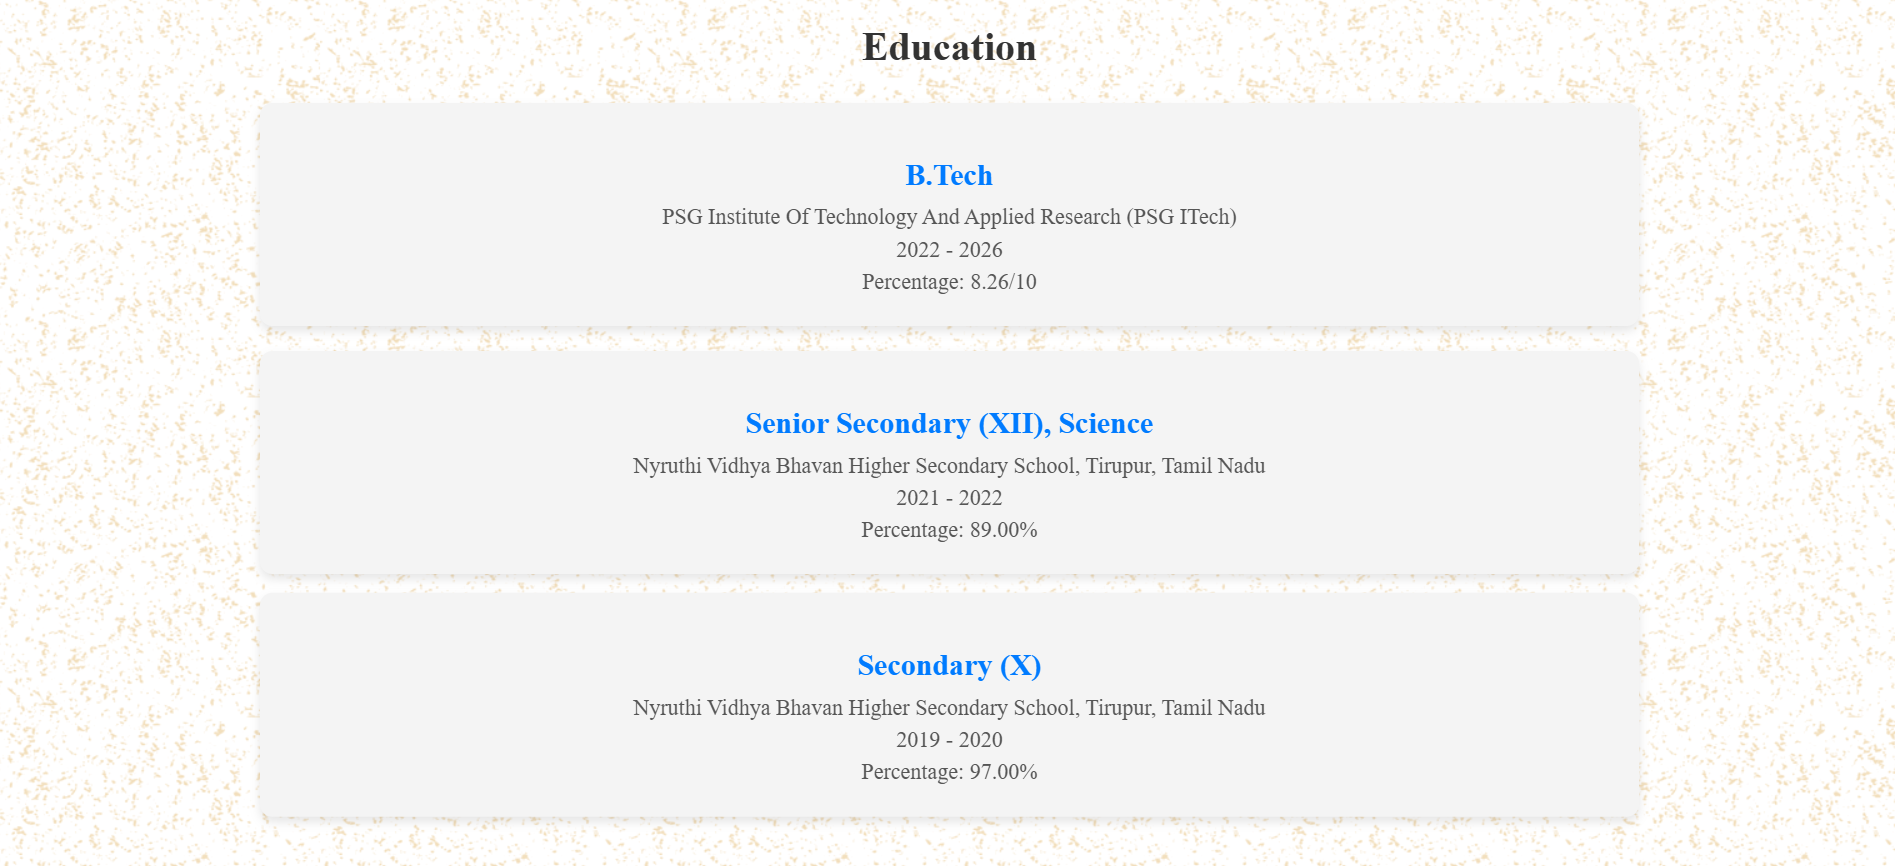 Education
B.Tech
PSG Institute Of Technology And Applied Research (PSG ITech)
2022 - 2026
Percentage: 8.26/10
Senior Secondary (XII), Science
Nyruthi Vidhya Bhavan Higher Secondary School, Tirupur, Tamil Nadu
2021 - 2022
Percentage: 89.00%
Secondary (X)
Nyruthi Vidhya Bhavan Higher Secondary School, Tirupur, Tamil Nadu
2019 - 2020
Percentage: 97.00%